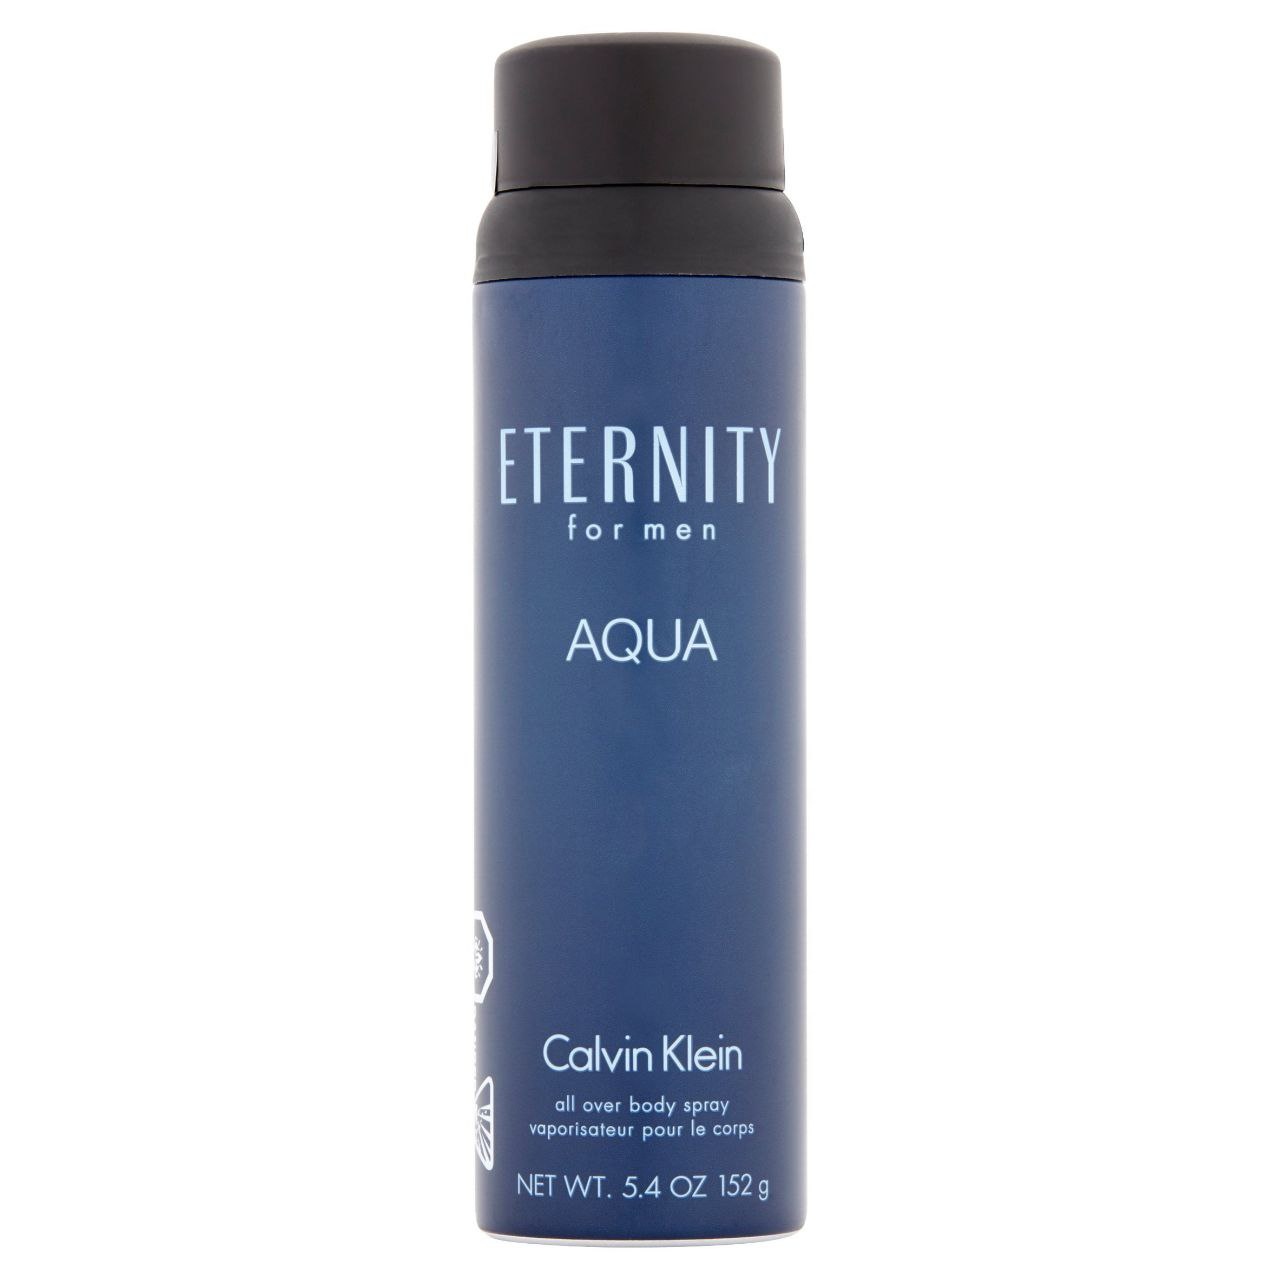 ETERNITY
for men
AQUA
Calvin Klein
all over body spray
vaporisateur pour le corps
NET WT. 5.4 OZ 152 g